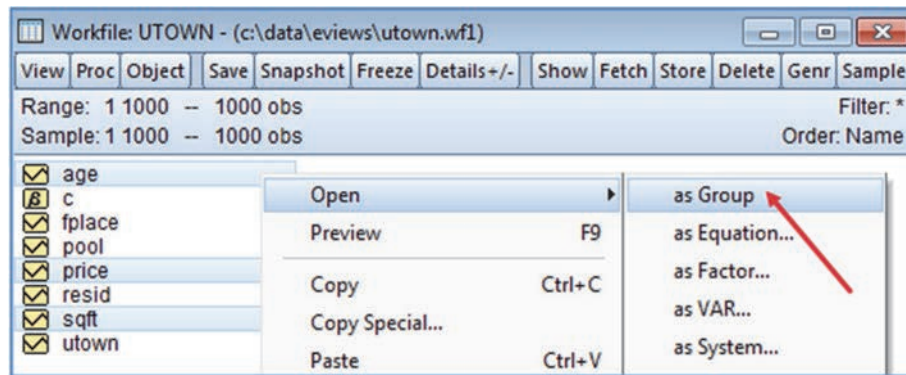 Workfile: UTOWN - (c:\data\eviews\utown.wf1)
View Proc Object Save Snapshot Freeze Details+/- Show Fetch Store Delete Genr Sample
Range: 1 1000 -- 1000 obs Filter: *
Sample: 1 1000 -- 1000 obs Order: Name
age
β c
fplace
pool
price
resid
sqft
utown
Open
Preview F9
Copy Ctrl+C
Copy Special...
Paste Ctrl+V
as Group
as Equation...
as Factor...
as VAR...
as System...